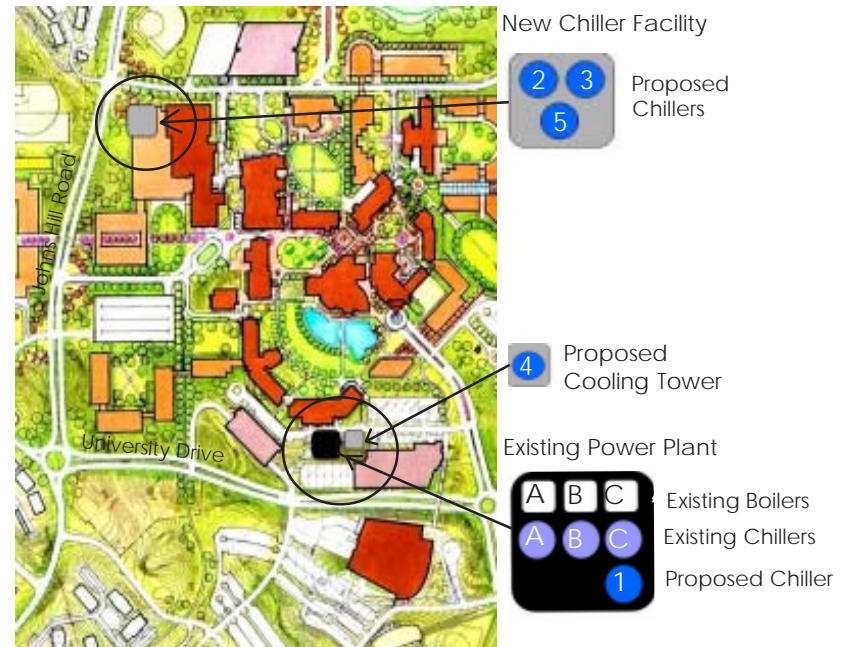 New Chiller Facility
2 3
Proposed
Chillers
5
Johns Hill Road
4
Proposed
Cooling Tower
University Drive
Existing Power Plant
A B C
Existing Boilers
A B C
Existing Chillers
1
Proposed Chiller